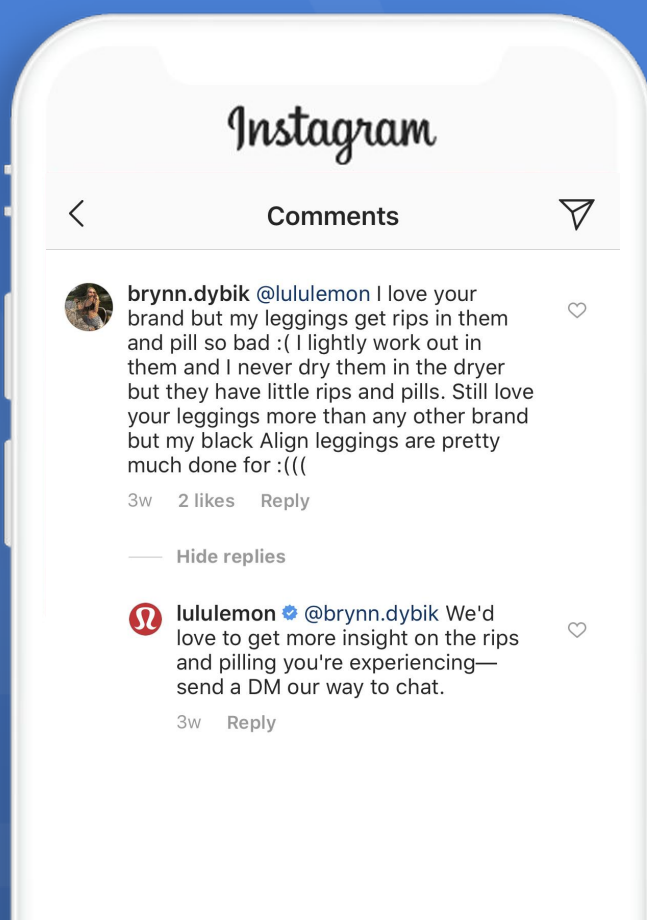 Instagram
Comments
brynn.dybik @lululemon I love your
brand but my leggings get rips in them
and pill so bad :( I lightly work out in
them and I never dry them in the dryer
but they have little rips and pills. Still love
your leggings more than any other brand
but my black Align leggings are pretty
much done for :(((
3w 2 likes Reply
Hide replies
lululemon @brynn.dybik We'd
love to get more insight on the rips
and pilling you're experiencing—
send a DM our way to chat.
3w Reply